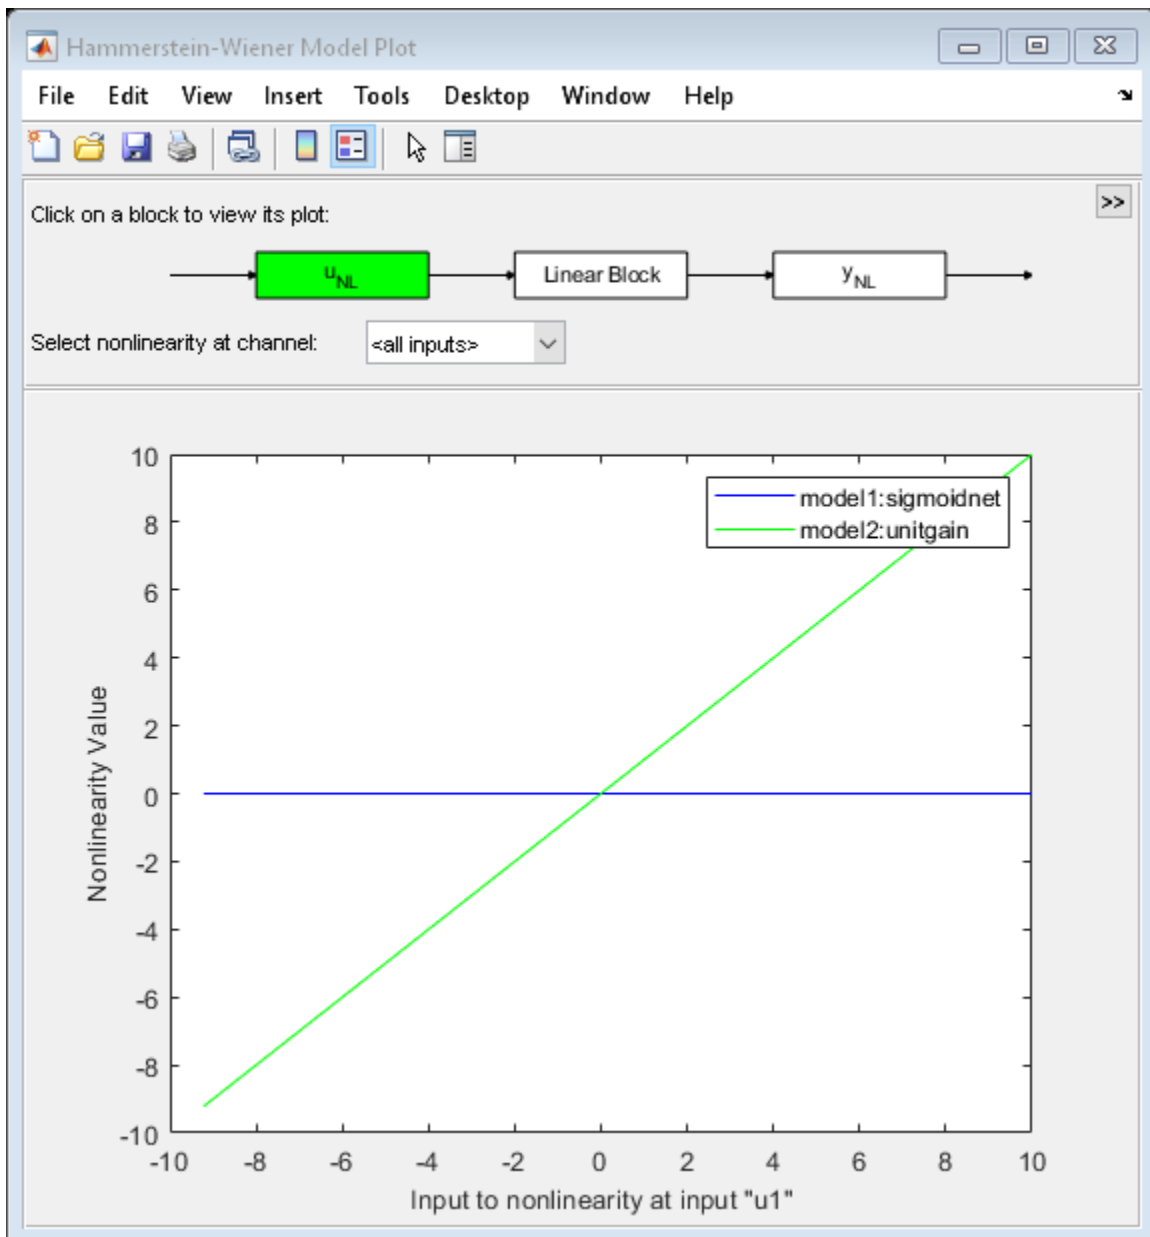 Hammerstein-Wiener Model Plot
File Edit View Insert Tools Desktop Window Help
Click on a block to view its plot:
>>
uNL Linear Block yNL
Select nonlinearity at channel: <all inputs>
10
8
6
4
2
0
-2
-4
-6
-8
-10
Nonlinearity Value
model1:sigmoidnet
model2:unitgain
-10 -8 -6 -4 -2 0 2 4 6 8 10
Input to nonlinearity at input "u1"